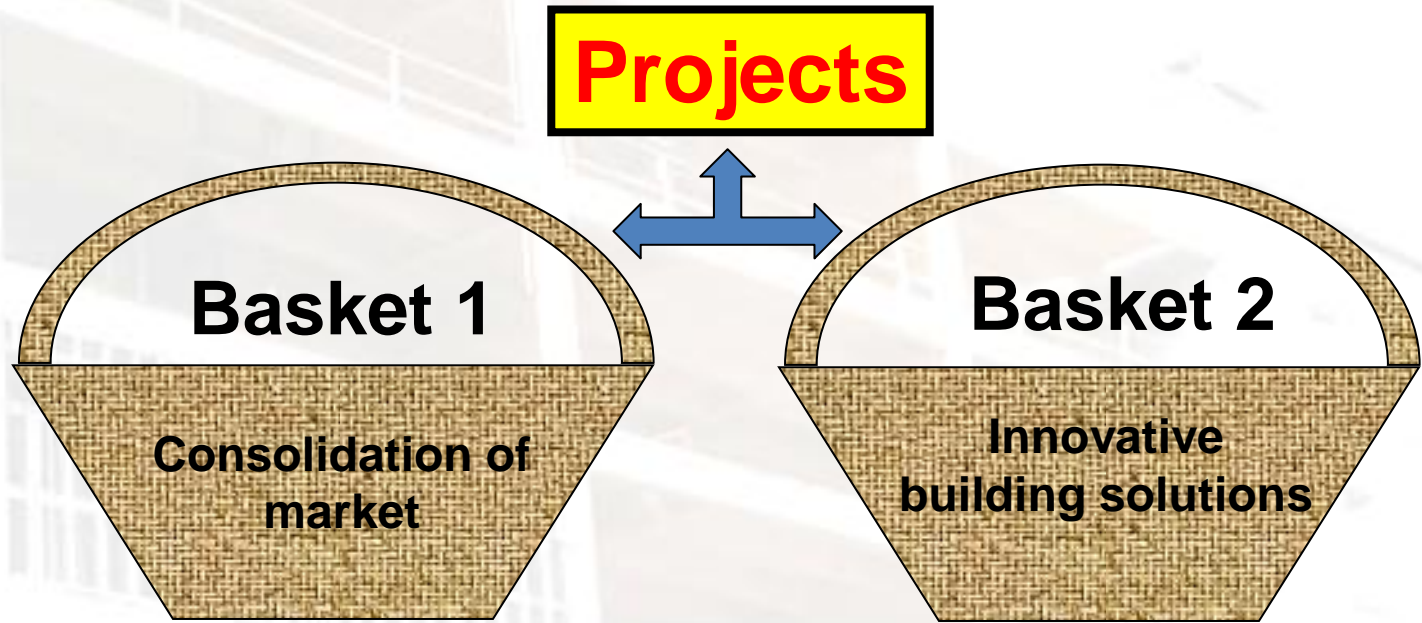 Projects
Basket 1
Consolidation of
market
Basket 2
Innovative
building solutions